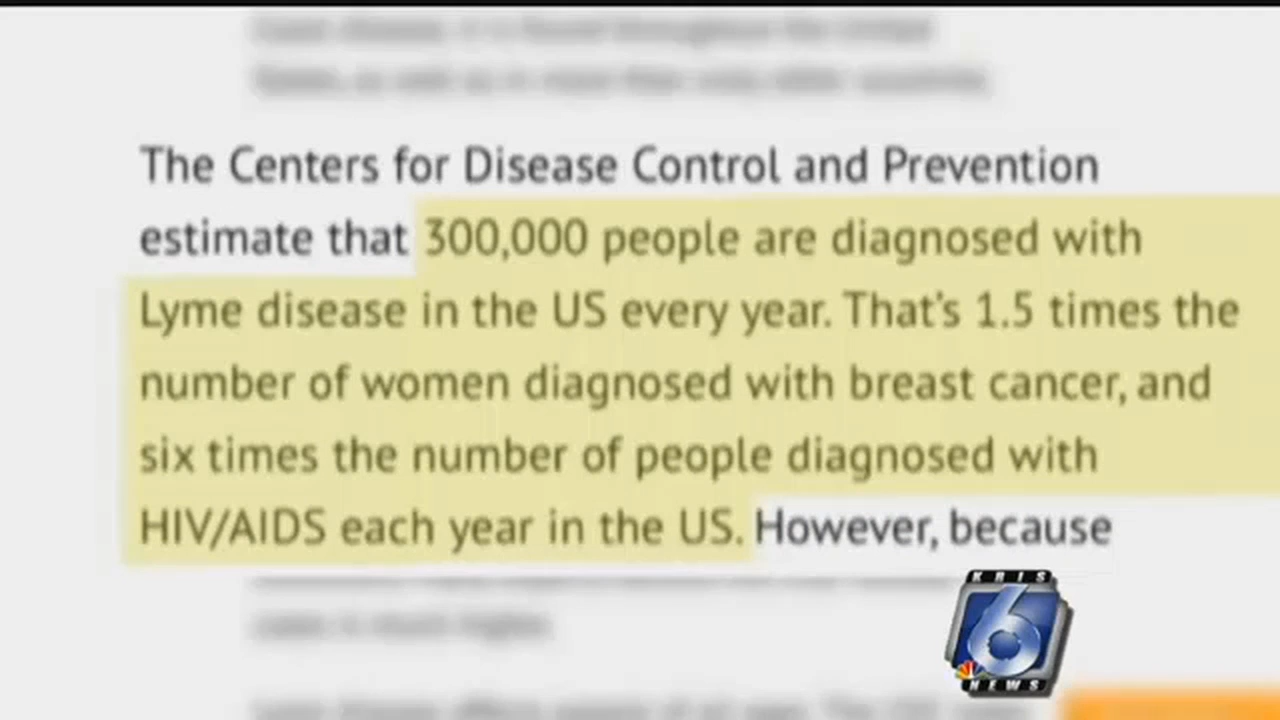 The Centers for Disease Control and Prevention
estimate that 300,000 people are diagnosed with
Lyme disease in the US every year. That's 1.5 times the
number of women diagnosed with breast cancer, and
six times the number of people diagnosed with
HIV/AIDS each year in the US. However, because
KRIS
6
NEWS